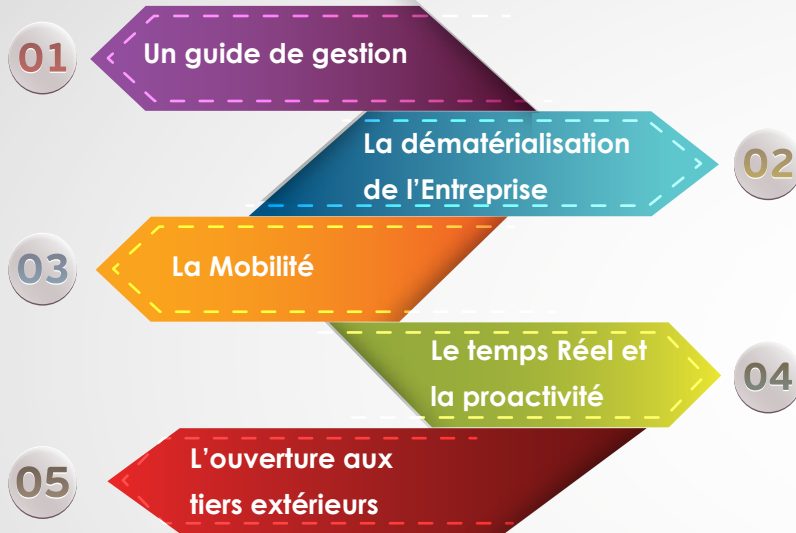 01
Un guide de gestion
La dématérialisation
de l'Entreprise
02
03
La Mobilité
Le temps Réel et
la proactivité
04
05
L'ouverture aux
tiers extérieurs